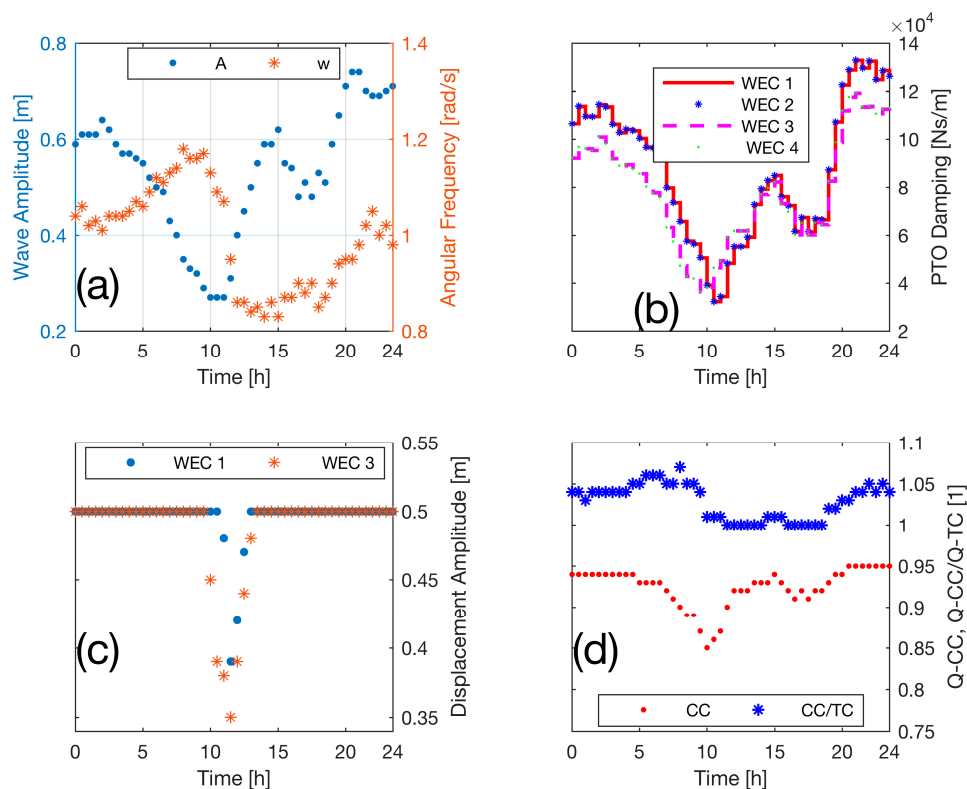 ×10⁴
0.8
1.4
14
A
w
WEC 1
WEC 2
WEC 3
WEC 4
12
0.6
1.2
10
8
0.4
1
6
4
(a)
(b)
0.2
0.8
2
0 5 10 15 20 24
0 5 10 15 20 24
Time [h]
Time [h]
Wave Amplitude [m]
Angular Frequency [rad/s]
PTO Damping [Ns/m]
0.55
1.1
WEC 1
WEC 3
1.05
0.5
1
0.45
0.95
0.9
0.4
0.85
(c)
(d)
0.35
0.8
CC
CC/TC
0.75
0 5 10 15 20 24
0 5 10 15 20 24
Time [h]
Time [h]
Displacement Amplitude [m]
Q-CC, Q-CC/Q-TC [1]